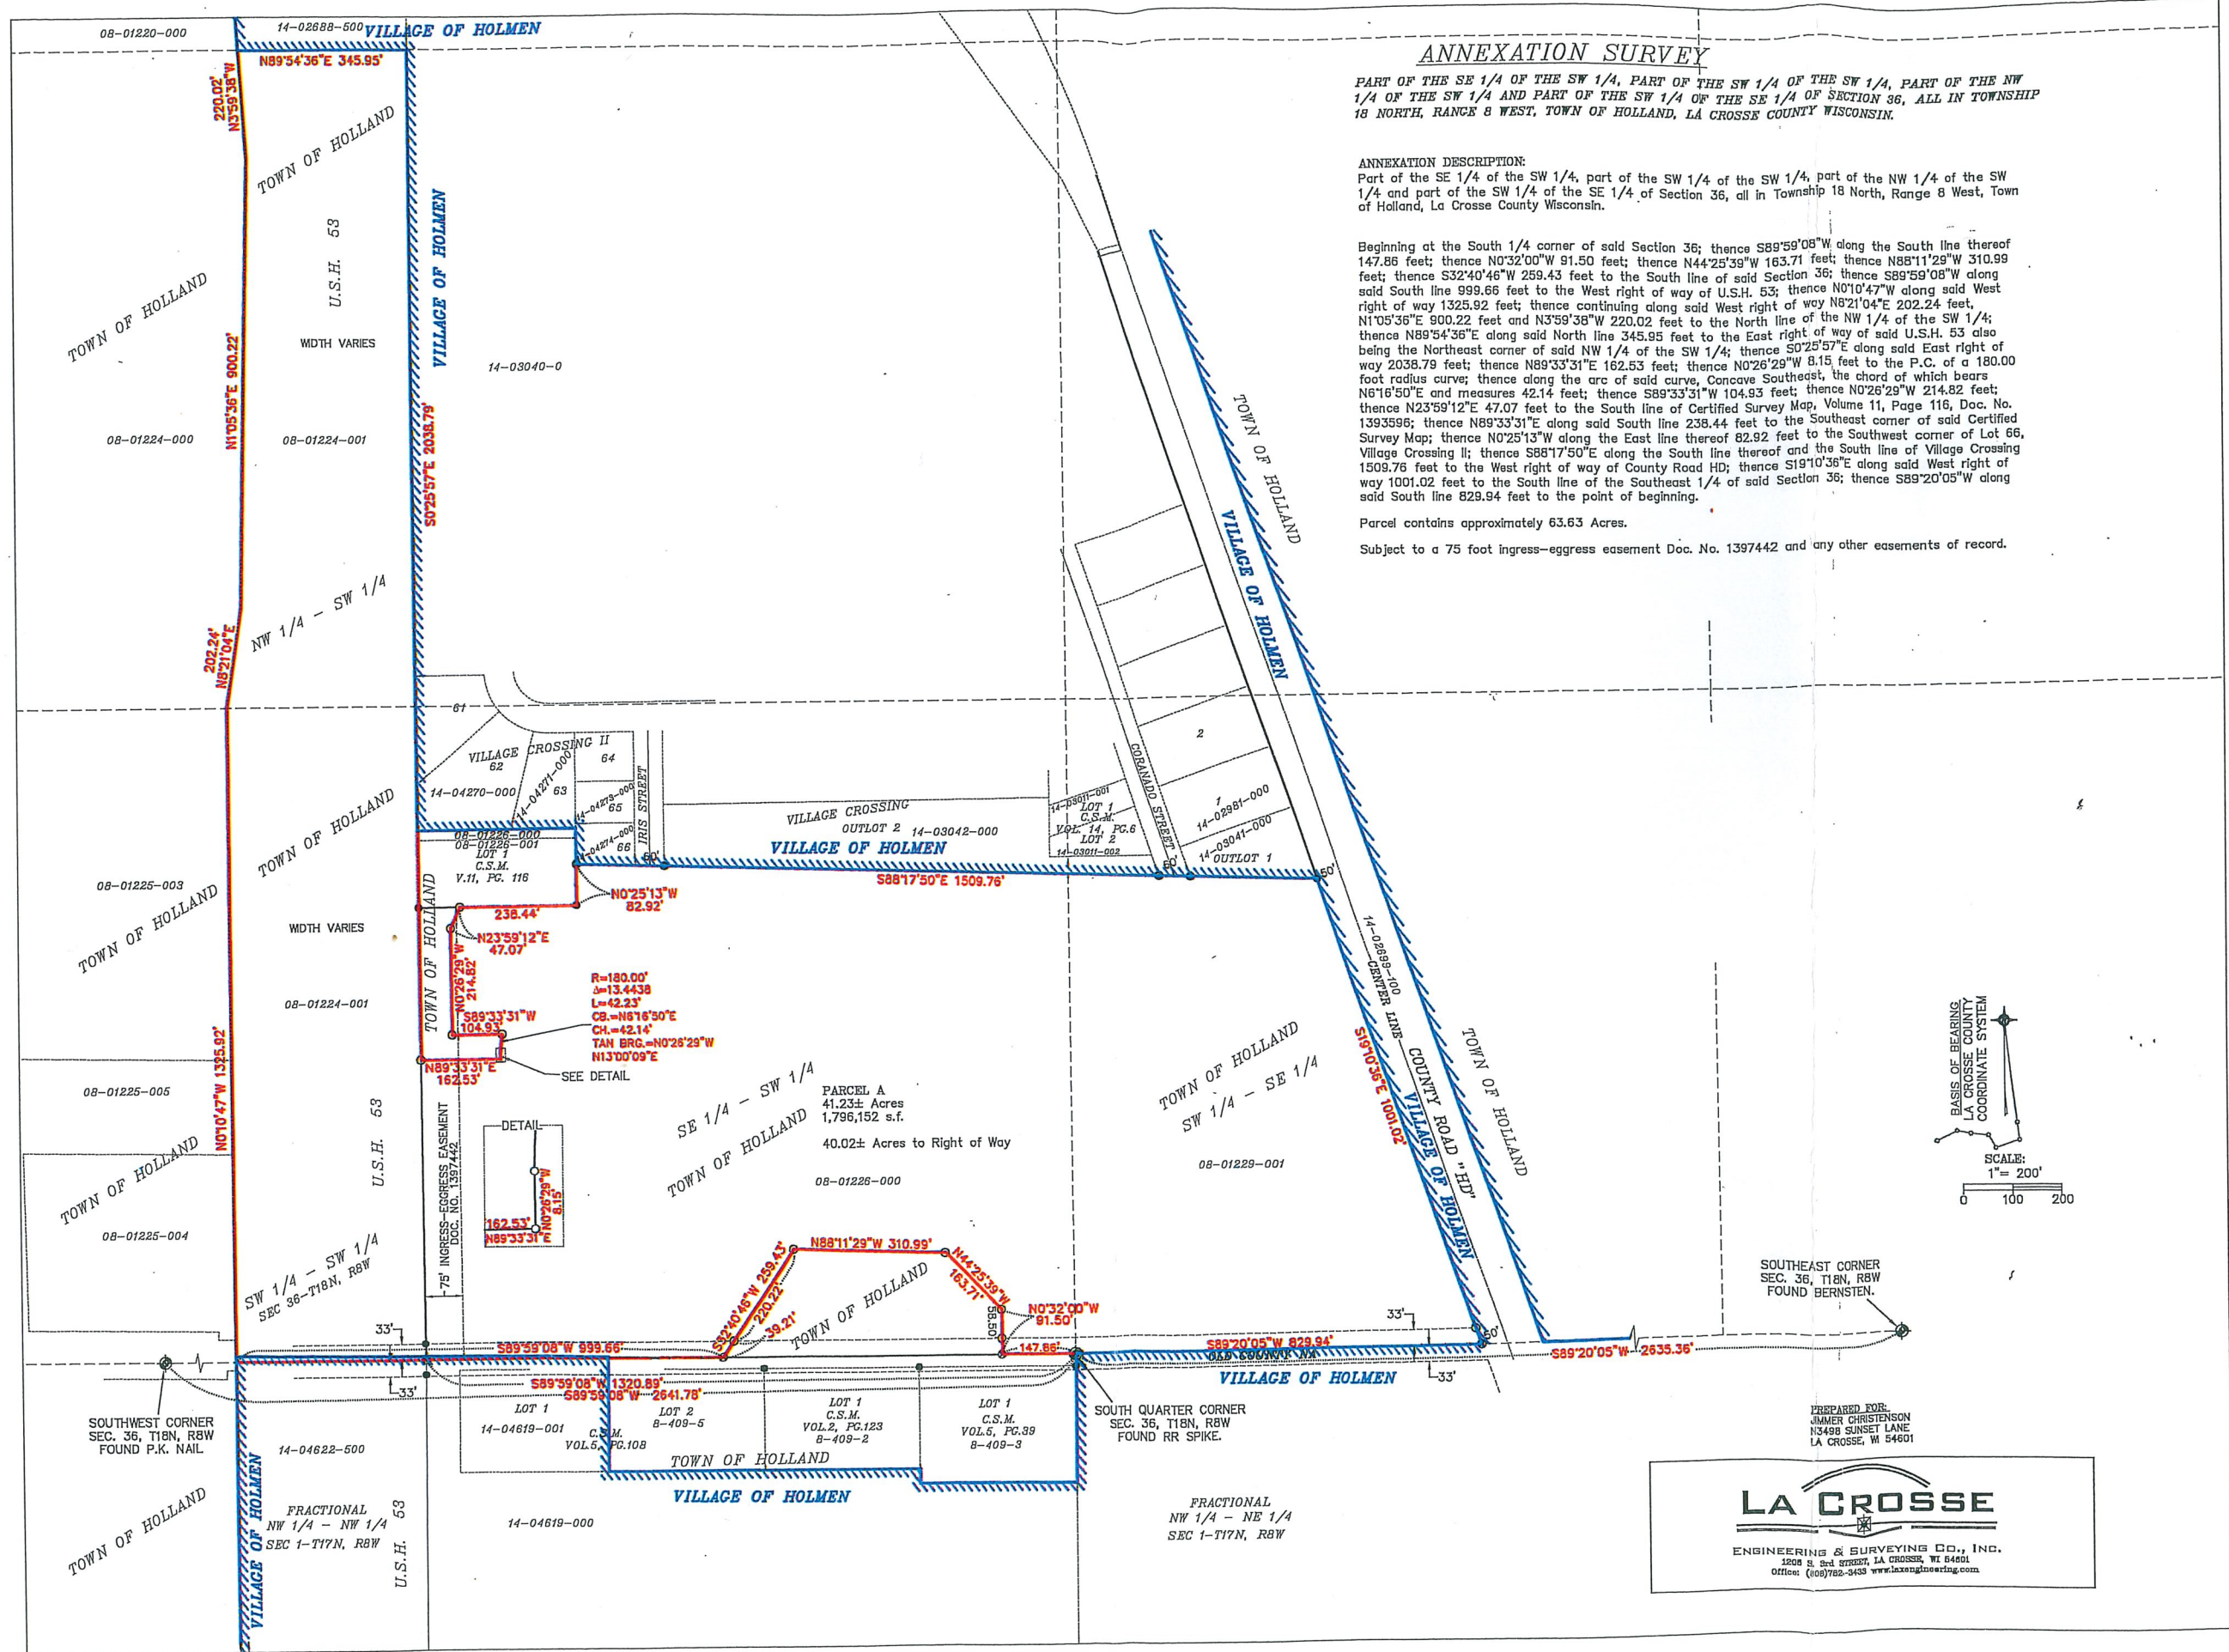 ANNEXATION SURVEY
PART OF THE SE 1/4 OF THE SW 1/4, PART OF THE SW 1/4 OF THE SW 1/4, PART OF THE NW
1/4 OF THE SW 1/4 AND PART OF THE SW 1/4 OF THE SE 1/4 OF SECTION 36, ALL IN TOWNSHIP
18 NORTH, RANGE 8 WEST, TOWN OF HOLLAND, LA CROSSE COUNTY WISCONSIN.
ANNEXATION DESCRIPTION:
Part of the SE 1/4 of the SW 1/4, part of the SW 1/4 of the SW 1/4, part of the NW 1/4 of the SW
1/4 and part of the SW 1/4 of the SE 1/4 of Section 36, all in Township 18 North, Range 8 West, Town
of Holland, La Crosse County Wisconsin.
Beginning at the South 1/4 corner of said Section 36; thence S89°59'08"W along the South line thereof
147.86 feet; thence N0°32'00"W 91.50 feet; thence N44°25'39"W 163.71 feet; thence N88°11'29"W 310.99
feet; thence S32°40'46"W 259.43 feet to the South line of said Section 36; thence S89°59'08"W along
said South line 999.66 feet to the West right of way of U.S.H. 53; thence N0°10'47"W along said West
right of way 1325.92 feet; thence continuing along said West right of way N8°21'04"E 202.24 feet,
N1°05'36"E 900.22 feet and N3°59'38"W 220.02 feet to the North line of the NW 1/4 of the SW 1/4;
thence N89°54'36"E along said North line 345.95 feet to the East right of way of said U.S.H. 53 also
being the Northeast corner of said NW 1/4 of the SW 1/4; thence S0°25'57"E along said East right of
way 2038.79 feet; thence N89°33'31"E 162.53 feet; thence N0°26'29"W 8.15 feet to the P.C. of a 180.00
foot radius curve; thence along the arc of said curve, Concave Southeast, the chord of which bears
N6°16'50"E and measures 42.14 feet; thence S89°33'31"W 104.93 feet; thence N0°26'29"W 214.82 feet;
thence N23°59'12"E 47.07 feet to the South line of Certified Survey Map, Volume 11, Page 116, Doc. No.
1393596; thence N89°33'31"E along said South line 238.44 feet to the Southeast corner of said Certified
Survey Map; thence N0°25'13"W along the East line thereof 82.92 feet to the Southwest corner of Lot 66,
Village Crossing II; thence S88°17'50"E along the South line thereof and the South line of Village Crossing
1509.76 feet to the West right of way of County Road HD; thence S19°10'36"E along said West right of
way 1001.02 feet to the South line of the Southeast 1/4 of said Section 36; thence S89°20'05"W along
said South line 829.94 feet to the point of beginning.
Parcel contains approximately 63.63 Acres.
Subject to a 75 foot ingress-eggress easement Doc. No. 1397442 and any other easements of record.
08-01220-000
14-02688-500
VILLAGE OF HOLMEN
N89°54'36"E 345.95'
220.02'
N3°59'38"W
TOWN OF HOLLAND
U.S.H. 53
VILLAGE OF HOLMEN
TOWN OF HOLLAND
WIDTH VARIES
14-03040-0
N1°05'36"E 900.22'
08-01224-000
08-01224-001
S0°25'57"E 2038.79'
TOWN OF HOLLAND
VILLAGE OF HOLMEN
NW 1/4 - SW 1/4
202.24'
N8°21'04"E
61
VILLAGE CROSSING II
62
14-04270-000
14-04271-000
63
64
14-04273-000
65
14-04274-000
66
IRIS STREET
60'
VILLAGE CROSSING
OUTLOT 2 14-03042-000
VILLAGE OF HOLMEN
S88°17'50"E 1509.76'
14-03011-001
LOT 1
C.S.M.
VOL. 14, PG.6
LOT 2
14-03011-002
CORANADO STREET
60'
2
1
14-02981-000
14-03041-000
OUTLOT 1
50'
TOWN OF HOLLAND
08-01226-000
08-01226-001
LOT 1
C.S.M.
V.11, PG. 116
08-01225-003
TOWN OF HOLLAND
WIDTH VARIES
08-01224-001
TOWN OF HOLLAND
238.44'
N0°25'13"W
82.92'
N23°59'12"E
47.07'
N0°26'29"W
214.82'
S89°33'31"W
104.93'
R=180.00'
Δ=13.4438
L=42.23'
CB.=N6°16'50"E
CH.=42.14'
TAN BRG.=N0°26'29"W
N13°00'09"E
N89°33'31"E
162.53'
SEE DETAIL
N0°10'47"W 1325.92'
08-01225-005
TOWN OF HOLLAND
08-01225-004
U.S.H. 53
SW 1/4 - SW 1/4
SEC 36-T18N, R8W
75' INGRESS-EGGRESS EASEMENT
DOC. NO. 1397442
DETAIL
N0°26'29"W
8.15'
162.53'
N89°33'31"E
SE 1/4 - SW 1/4
TOWN OF HOLLAND
PARCEL A
41.23± Acres
1,796,152 s.f.
40.02± Acres to Right of Way
08-01226-000
TOWN OF HOLLAND
SW 1/4 - SE 1/4
08-01229-001
14-02699-100
CENTER LINE - COUNTY ROAD "HD"
VILLAGE OF HOLMEN
S19°10'36"E 1001.02'
TOWN OF HOLLAND
BASIS OF BEARING
LA CROSSE COUNTY
COORDINATE SYSTEM
SCALE:
1"= 200'
0 100 200
N88°11'29"W 310.99'
S32°40'46"W 259.43'
220.22'
39.21'
TOWN OF HOLLAND
N44°25'39"W
163.71'
58.50'
N0°32'00"W
91.50'
147.86'
33'
33'
S89°59'08"W 999.66'
S89°59'08"W 1320.89'
S89°59'08"W 2641.78'
S89°20'05"W 829.94'
33'
33'
50'
VILLAGE OF HOLMEN
S89°20'05"W 2635.36'
SOUTHEAST CORNER
SEC. 36, T18N, R8W
FOUND BERNSTEN.
SOUTHWEST CORNER
SEC. 36, T18N, R8W
FOUND P.K. NAIL
SOUTH QUARTER CORNER
SEC. 36, T18N, R8W
FOUND RR SPIKE.
LOT 1
14-04619-001
C.S.M.
VOL.5, PG.108
LOT 2
8-409-5
LOT 1
C.S.M.
VOL.2, PG.123
8-409-2
LOT 1
C.S.M.
VOL.5, PG.39
8-409-3
TOWN OF HOLLAND
VILLAGE OF HOLMEN
14-04622-500
VILLAGE OF HOLMEN
TOWN OF HOLLAND
FRACTIONAL
NW 1/4 - NW 1/4
SEC 1-T17N, R8W
U.S.H. 53
14-04619-000
FRACTIONAL
NW 1/4 - NE 1/4
SEC 1-T17N, R8W
PREPARED FOR:
JIMMER CHRISTENSON
N3498 SUNSET LANE
LA CROSSE, WI 54601
LA CROSSE
ENGINEERING & SURVEYING CO., INC.
1206 S. 3rd STREET, LA CROSSE, WI 54601
Office: (608)782-3433 www.laxengineering.com